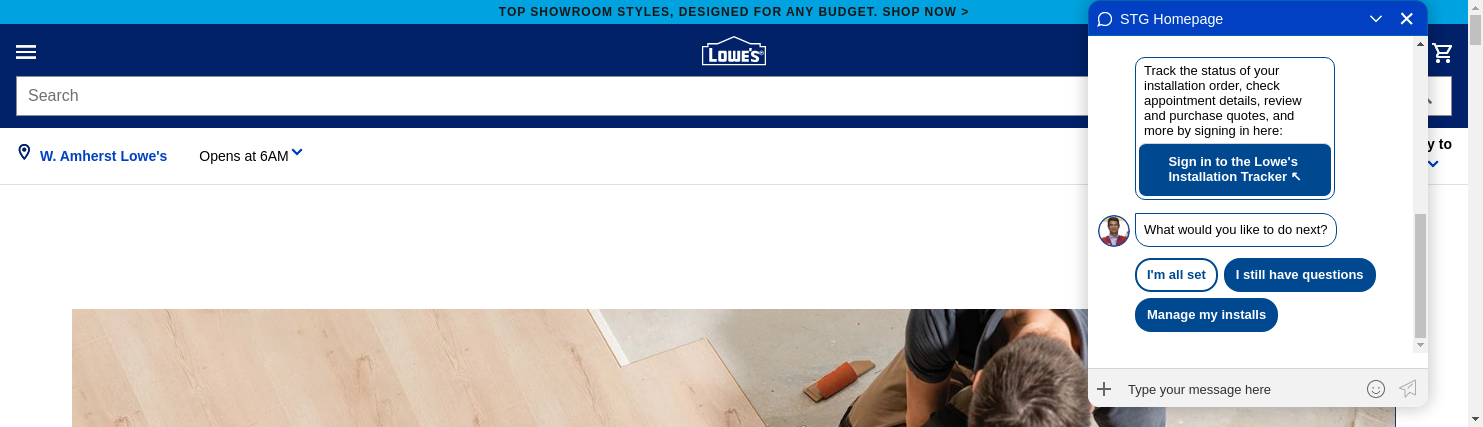 TOP SHOWROOM STYLES, DESIGNED FOR ANY BUDGET. SHOP NOW >
LOWE'S
Search
W. Amherst Lowe's
Opens at 6AM
y to
STG Homepage
Track the status of your
installation order, check
appointment details, review
and purchase quotes, and
more by signing in here:
Sign in to the Lowe's
Installation Tracker ↖
What would you like to do next?
I'm all set
I still have questions
Manage my installs
Type your message here